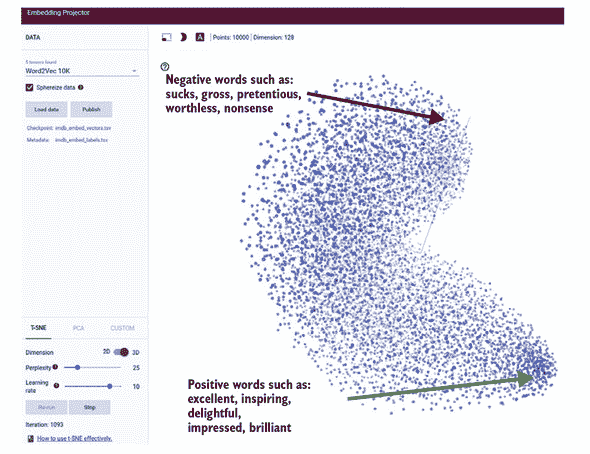 Embedding Projector
DATA
Points: 10000 | Dimension: 128
5 tensors found
Word2Vec 10K
Sphereize data
Load data
Publish
Checkpoint: imdb_embed_vectors.tsv
Metadata: imdb_embed_labels.tsv
Negative words such as:
sucks, gross, pretentious,
worthless, nonsense
T-SNE
PCA
CUSTOM
Dimension 2D 3D
Perplexity 25
Learning
rate 10
Re-run
Stop
Iteration: 1093
How to use t-SNE effectively.
Positive words such as:
excellent, inspiring,
delightful,
impressed, brilliant